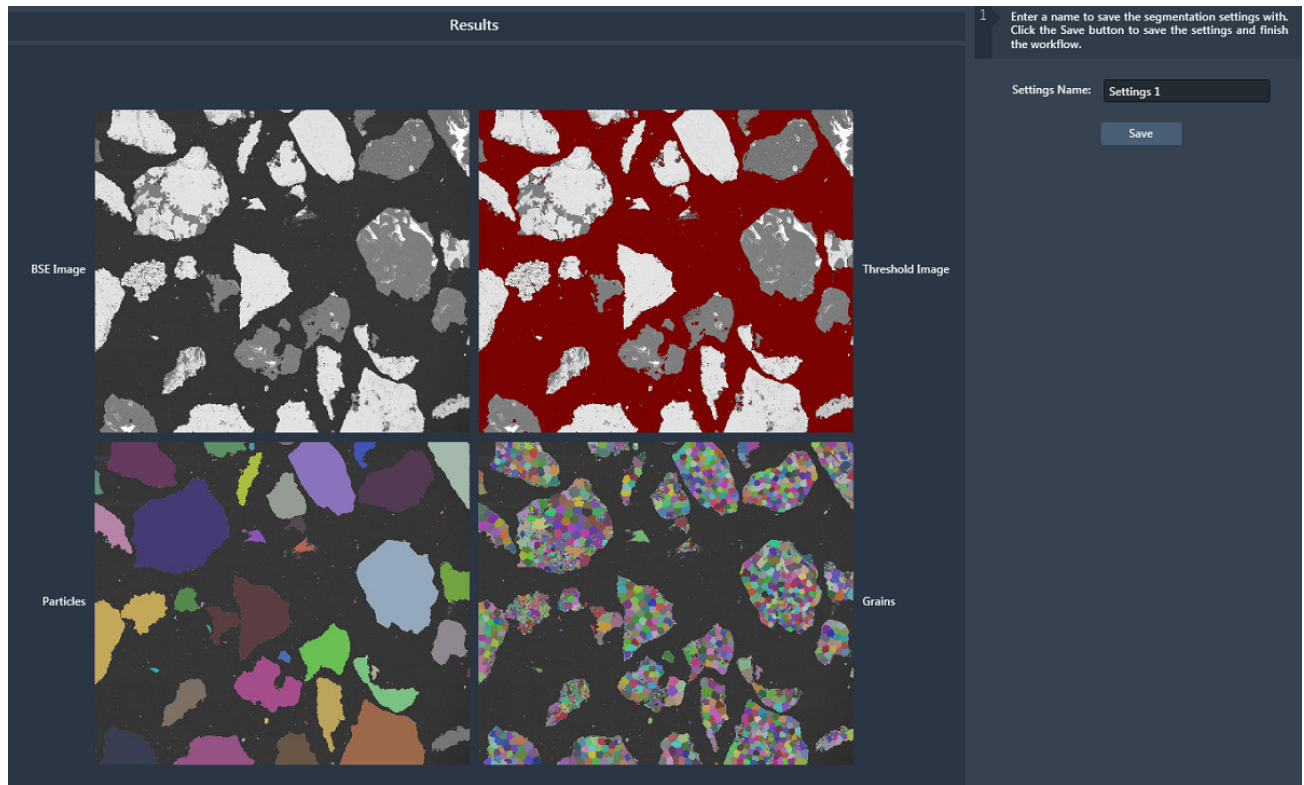 Results
1
Enter a name to save the segmentation settings with.
Click the Save button to save the settings and finish
the workflow.
Settings Name:
Settings 1
Save
BSE Image
Threshold Image
Particles
Grains